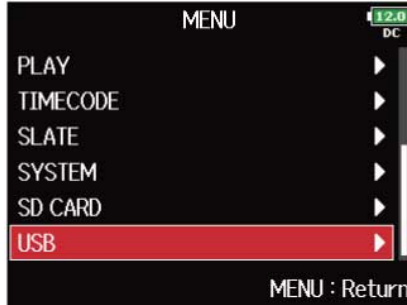 MENU
12.0
DC
PLAY
TIMECODE
SLATE
SYSTEM
SD CARD
USB
MENU : Return